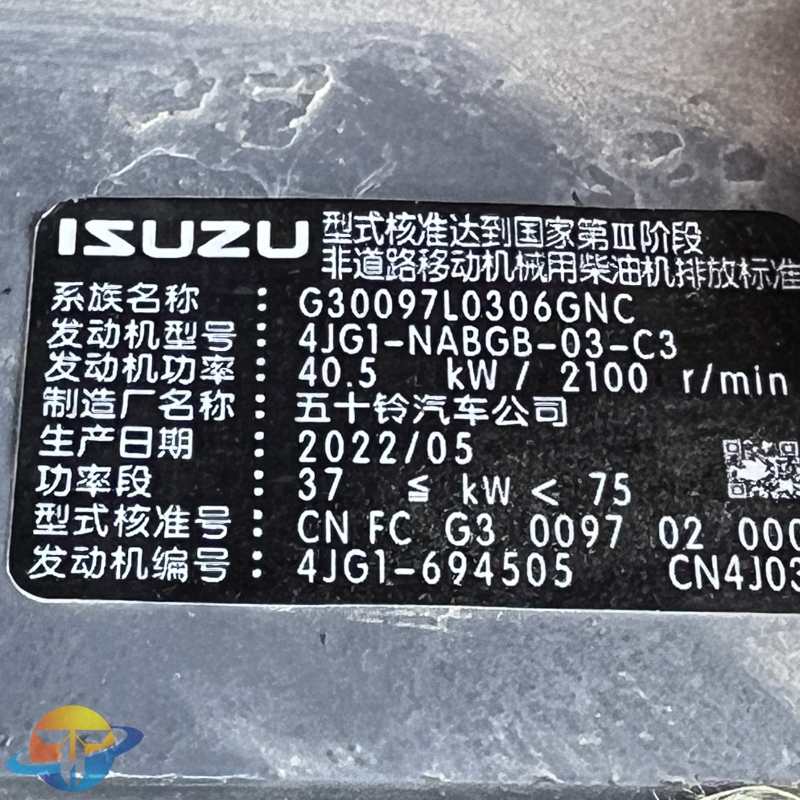 ISUZU 型式核准达到国家第Ⅲ阶段
非道路移动机械用柴油机排放标准
系族名称 : G30097L0306GNC
发动机型号 : 4JG1-NABGB-03-C3
发动机功率 : 40.5 kW / 2100 r/min
制造厂名称 : 五十铃汽车公司
生产日期 : 2022/05
功率段 : 37 ≤ kW < 75
型式核准号 : CN FC G3 0097 02 000
发动机编号 : 4JG1-694505 CN4J03